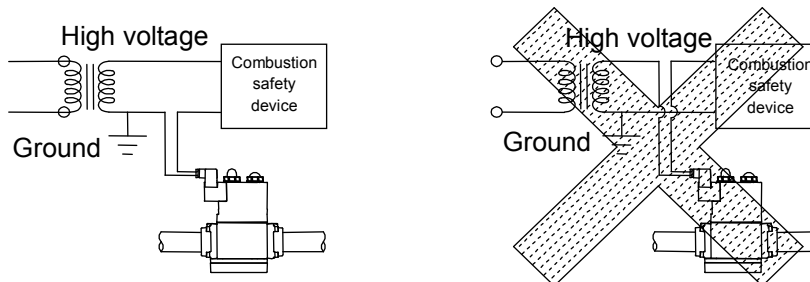 High voltage
Combustion
safety
device
Ground
High voltage
Combustion
safety
device
Ground